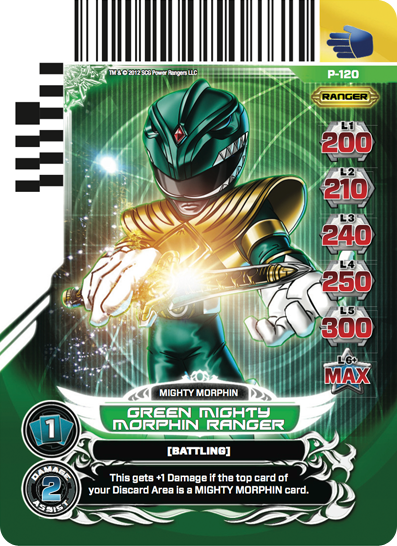 TM & © 2012 SCG Power Rangers LLC
P-120
RANGER
L1
200
L2
210
L3
240
L4
250
L5
300
L6+
MAX
MIGHTY MORPHIN
GREEN MIGHTY
MORPHIN RANGER
1
[BATTLING]
DAMAGE
2
ASSIST
This gets +1 Damage if the top card of
your Discard Area is a MIGHTY MORPHIN card.